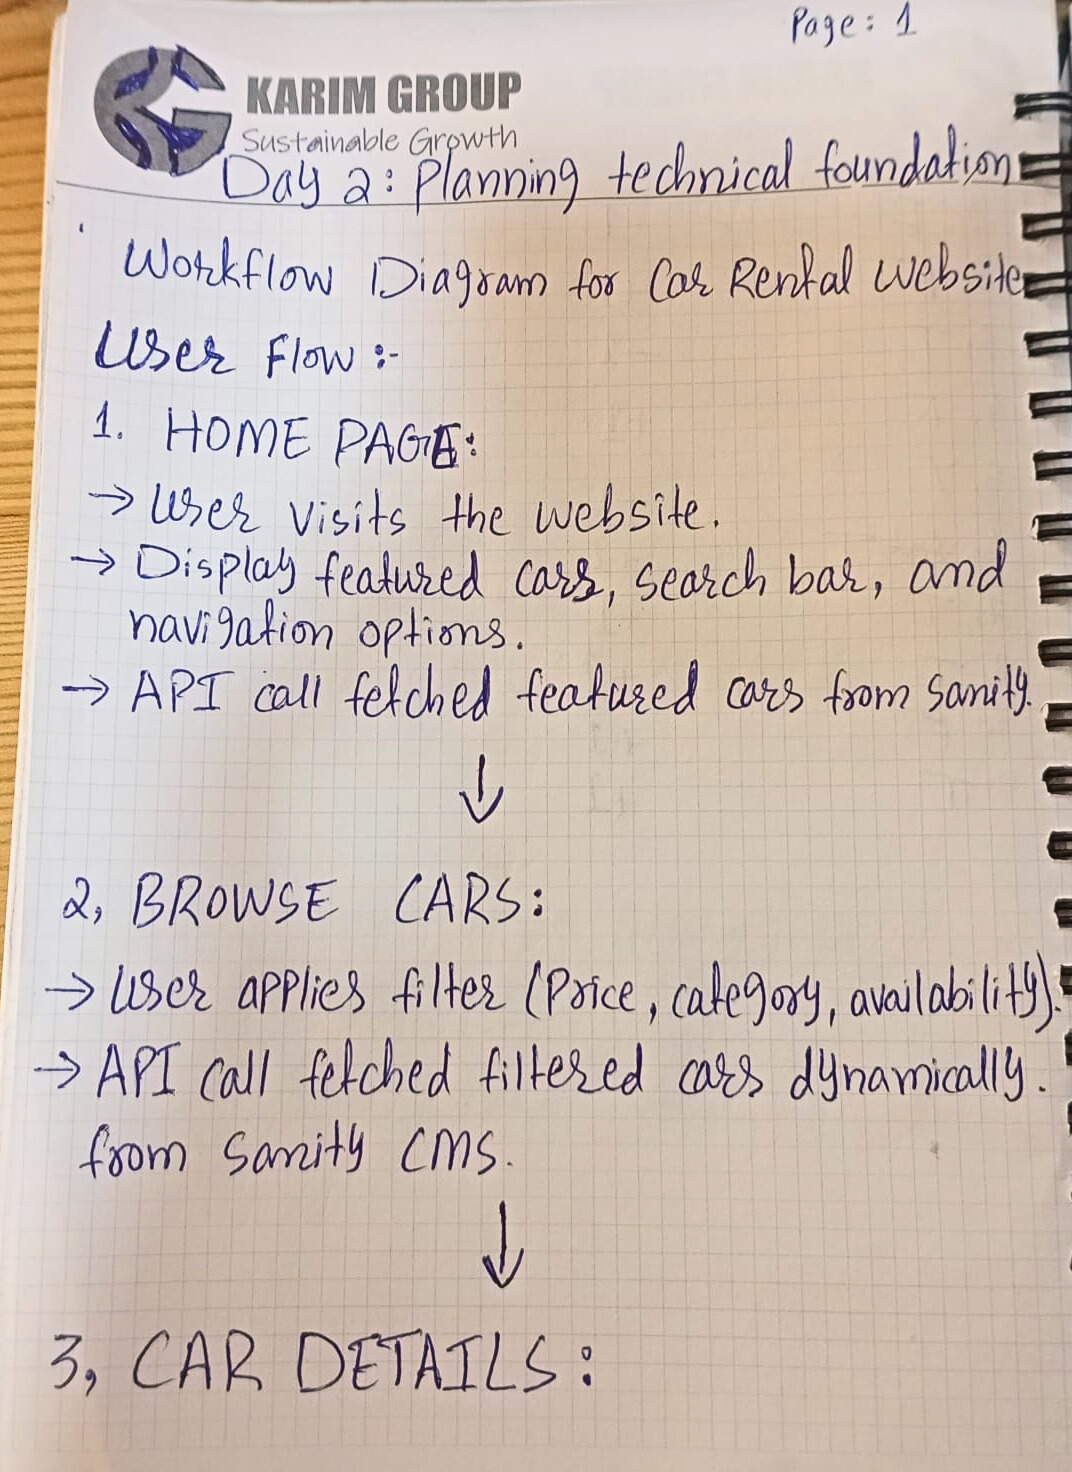 Page: 1
KARIM GROUP
Sustainable Growth
Day 2: Planning technical foundation
Workflow Diagram for Car Rental Website
User Flow :-
1. HOME PAGE:
→ User visits the website.
→ Display featured cars, search bar, and
navigation options.
→ API call fetched featured cars from sanity.
↓
2, BROWSE CARS:
→ User applies filter (Price, category, availability).
→ API call fetched filtered cars dynamically.
from Sanity CMS.
↓
3, CAR DETAILS: